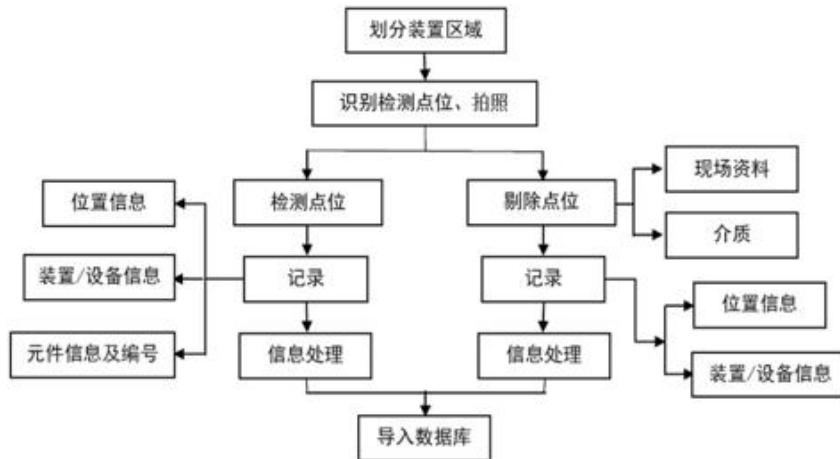 划分装置区域
识别检测点位、拍照
检测点位
剔除点位
现场资料
介质
位置信息
装置/设备信息
元件信息及编号
记录
记录
位置信息
装置/设备信息
信息处理
信息处理
导入数据库